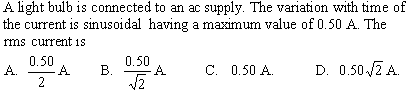 A light bulb is connected to an ac supply. The variation with time of
the current is sinusoidal having a maximum value of 0.50 A. The
rms current is
A. 0.50/2 A B. 0.50/√2 A C. 0.50 A. D. 0.50√2 A.